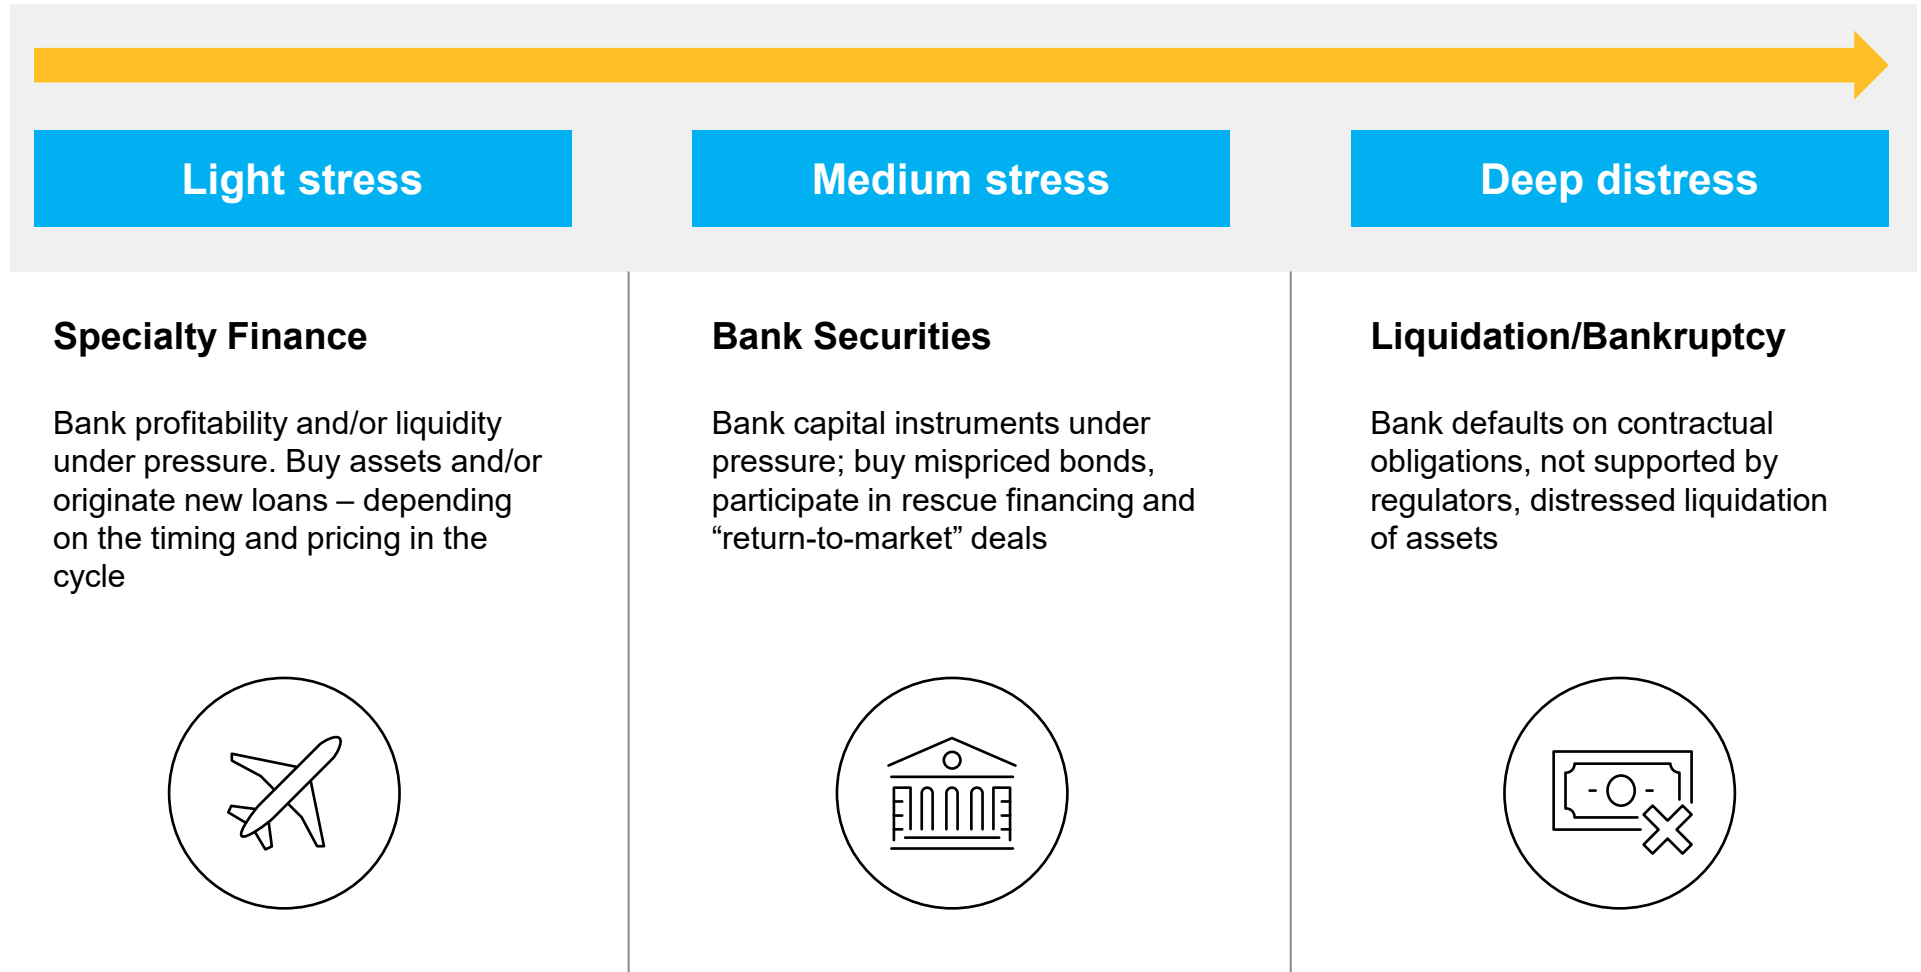 Light stress
Medium stress
Deep distress
Specialty Finance
Bank profitability and/or liquidity
under pressure. Buy assets and/or
originate new loans – depending
on the timing and pricing in the
cycle
Bank Securities
Bank capital instruments under
pressure; buy mispriced bonds,
participate in rescue financing and
“return-to-market” deals
Liquidation/Bankruptcy
Bank defaults on contractual
obligations, not supported by
regulators, distressed liquidation
of assets